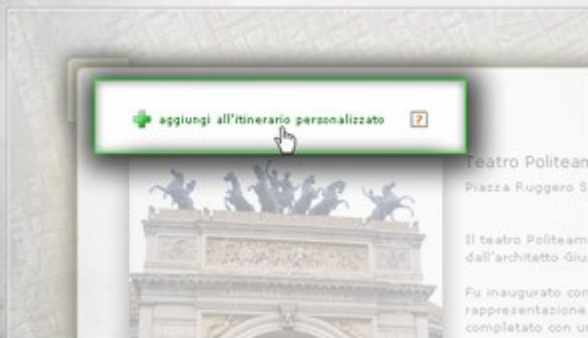 aggiungi all'itinerario personalizzato ?
Teatro Politeam
Piazza Ruggero S
Il teatro Politeam
dall'architetto Giu
Fu inaugurato con
rappresentazione
completato con un